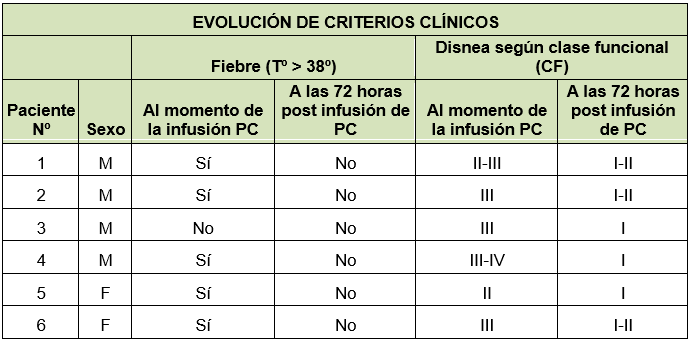 EVOLUCIÓN DE CRITERIOS CLÍNICOS
Fiebre (Tº > 38º) Disnea según clase funcional
(CF)
Paciente
Nº Sexo Al momento de
la infusión PC A las 72 horas
post infusión de
PC Al momento de
la infusión PC A las 72 horas
post infusión
de PC
1 M Sí No II-III I-II
2 M Sí No III I-II
3 M No No III I
4 M Sí No III-IV I
5 F Sí No II I
6 F Sí No III I-II